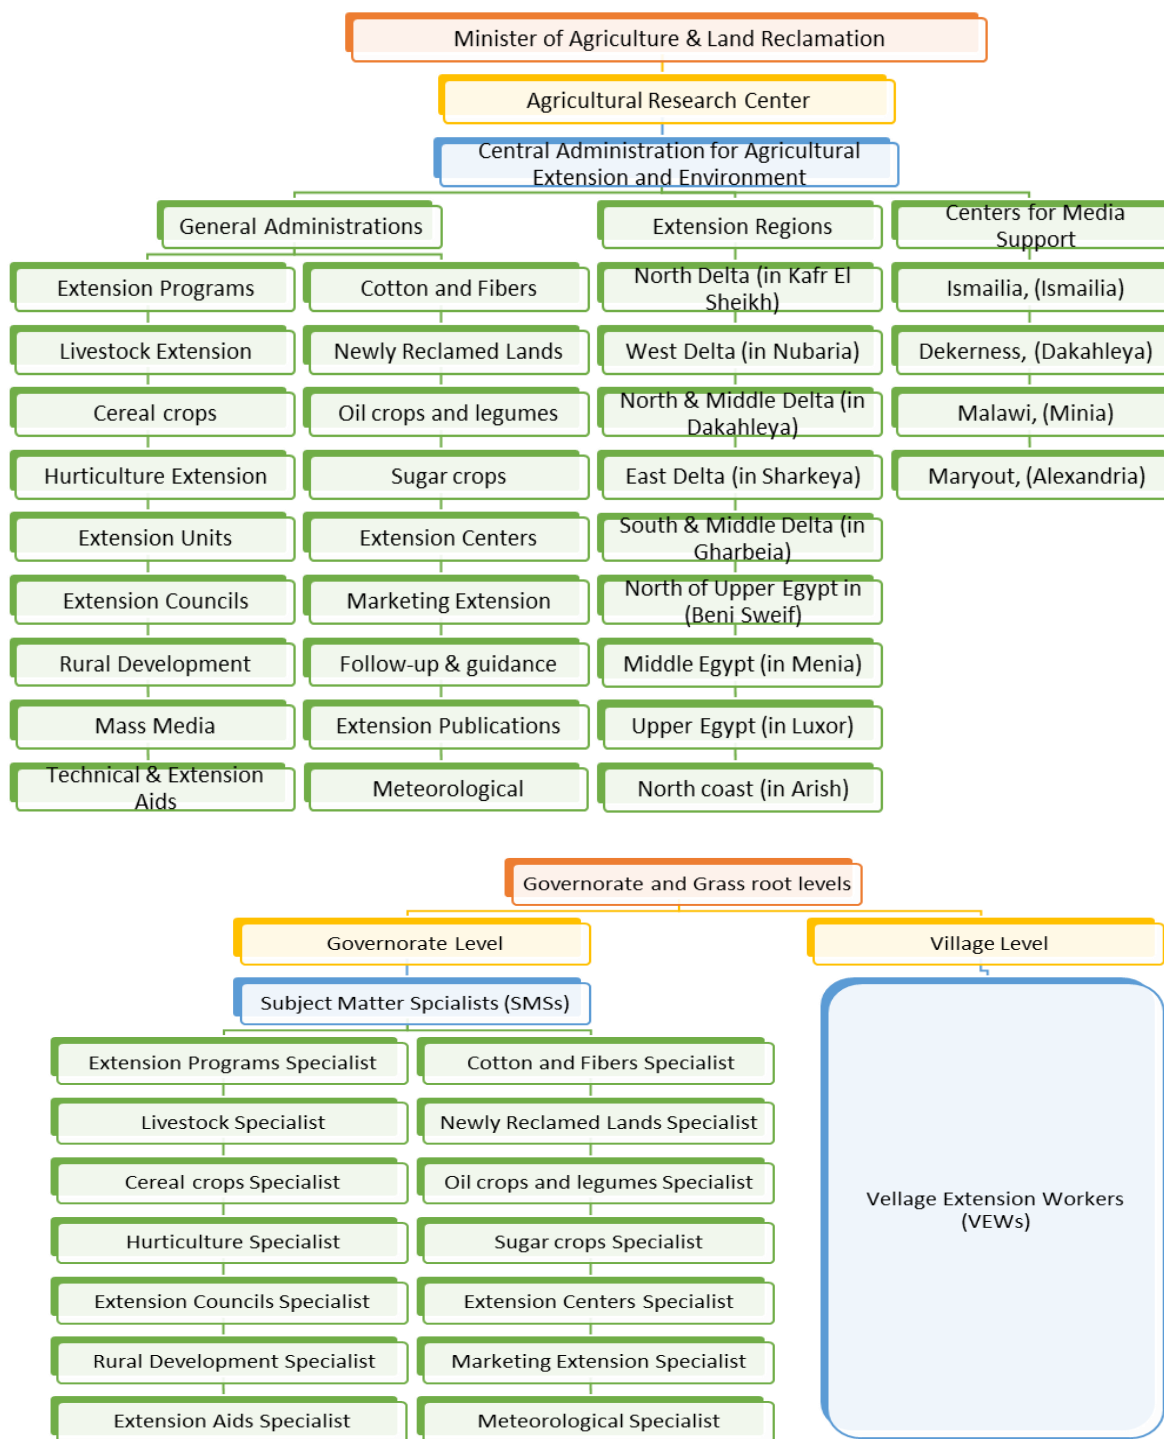 Minister of Agriculture & Land Reclamation
Agricultural Research Center
Central Administration for Agricultural
Extension and Environment
General Administrations
Extension Programs
Livestock Extension
Cereal crops
Hurticulture Extension
Extension Units
Extension Councils
Rural Development
Mass Media
Technical & Extension
Aids
Cotton and Fibers
Newly Reclamed Lands
Oil crops and legumes
Sugar crops
Extension Centers
Marketing Extension
Follow-up & guidance
Extension Publications
Meteorological
Extension Regions
North Delta (in Kafr El
Sheikh)
West Delta (in Nubaria)
North & Middle Delta (in
Dakahleya)
East Delta (in Sharkeya)
South & Middle Delta (in
Gharbeia)
North of Upper Egypt in
(Beni Sweif)
Middle Egypt (in Menia)
Upper Egypt (in Luxor)
North coast (in Arish)
Centers for Media
Support
Ismailia, (Ismailia)
Dekerness, (Dakahleya)
Malawi, (Minia)
Maryout, (Alexandria)
Governorate and Grass root levels
Governorate Level
Subject Matter Spcialists (SMSs)
Extension Programs Specialist
Livestock Specialist
Cereal crops Specialist
Hurticulture Specialist
Extension Councils Specialist
Rural Development Specialist
Extension Aids Specialist
Cotton and Fibers Specialist
Newly Reclamed Lands Specialist
Oil crops and legumes Specialist
Sugar crops Specialist
Extension Centers Specialist
Marketing Extension Specialist
Meteorological Specialist
Village Level
Vellage Extension Workers
(VEWs)